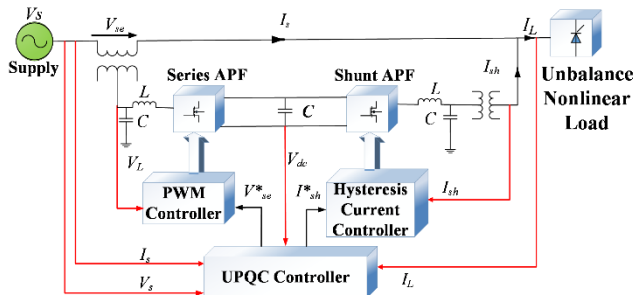 Vs
Supply
Vse
Is
IL
Ish
Unbalance
Nonlinear
Load
Series APF
Shunt APF
L
C
C
L
C
VL
Vdc
PWM
Controller
V*se
I*sh
Hysteresis
Current
Controller
Ish
Is
Vs
UPQC Controller
IL